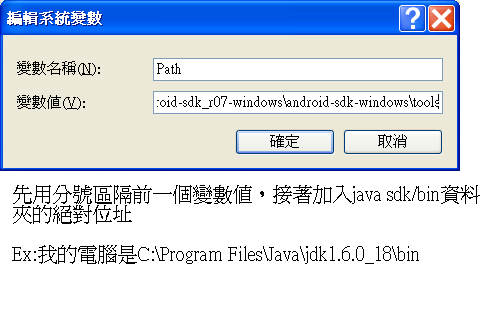 編輯系統變數
變數名稱(N):
Path
變數值(V):
oid-sdk_r07-windows\android-sdk-windows\tools
確定
取消
先用分號區隔前一個變數值，接著加入java sdk/bin資料
夾的絕對位址
Ex:我的電腦是C:\Program Files\Java\jdk1.6.0_18\bin